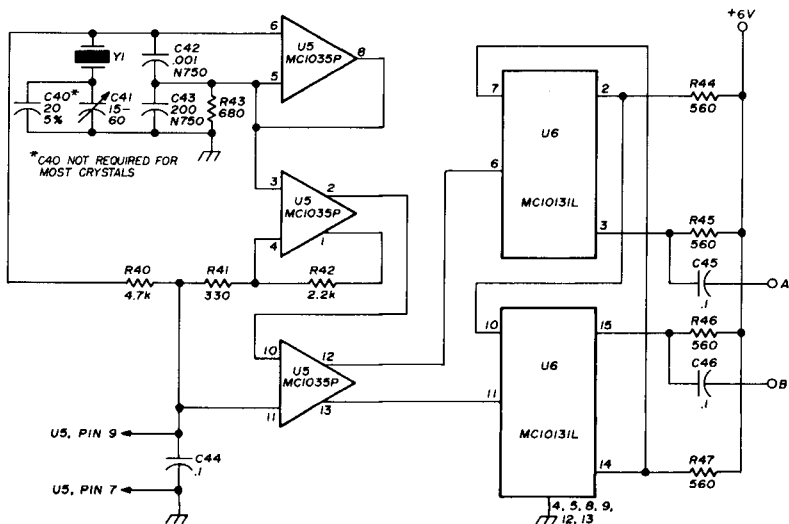 +6V
6
U5
MC1035P
8
5
Y1
C42
.001
N750
C40*
20
5%
C41
15-
60
C43
200
N750
R43
680
*C40 NOT REQUIRED FOR
MOST CRYSTALS
3
U5
MC1035P
2
4
1
R40
4.7k
R41
330
R42
2.2k
10
U5
MC1035P
12
13
11
U5, PIN 9
C44
.1
U5, PIN 7
7
2
U6
6
MC10131L
3
R44
560
R45
560
C45
.1
A
10
15
U6
11
MC10131L
14
R46
560
C46
.1
B
R47
560
4, 5, 8, 9,
12, 13